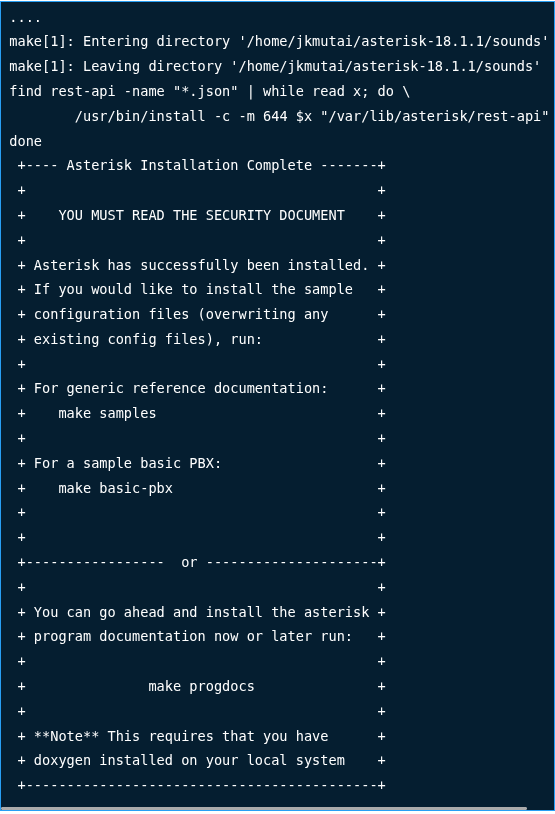 ....
make[1]: Entering directory '/home/jkmutai/asterisk-18.1.1/sounds'
make[1]: Leaving directory '/home/jkmutai/asterisk-18.1.1/sounds'
find rest-api -name "*.json" | while read x; do \
        /usr/bin/install -c -m 644 $x "/var/lib/asterisk/rest-api"
done
 +---- Asterisk Installation Complete -------+
 +                                           +
 +    YOU MUST READ THE SECURITY DOCUMENT    +
 +                                           +
 + Asterisk has successfully been installed. +
 + If you would like to install the sample   +
 + configuration files (overwriting any      +
 + existing config files), run:              +
 +                                           +
 + For generic reference documentation:      +
 +    make samples                           +
 +                                           +
 + For a sample basic PBX:                   +
 +    make basic-pbx                         +
 +                                           +
 +                                           +
 +-----------------  or ---------------------+
 +                                           +
 + You can go ahead and install the asterisk +
 + program documentation now or later run:   +
 +                                           +
 +               make progdocs               +
 +                                           +
 + **Note** This requires that you have      +
 + doxygen installed on your local system    +
 +-------------------------------------------+